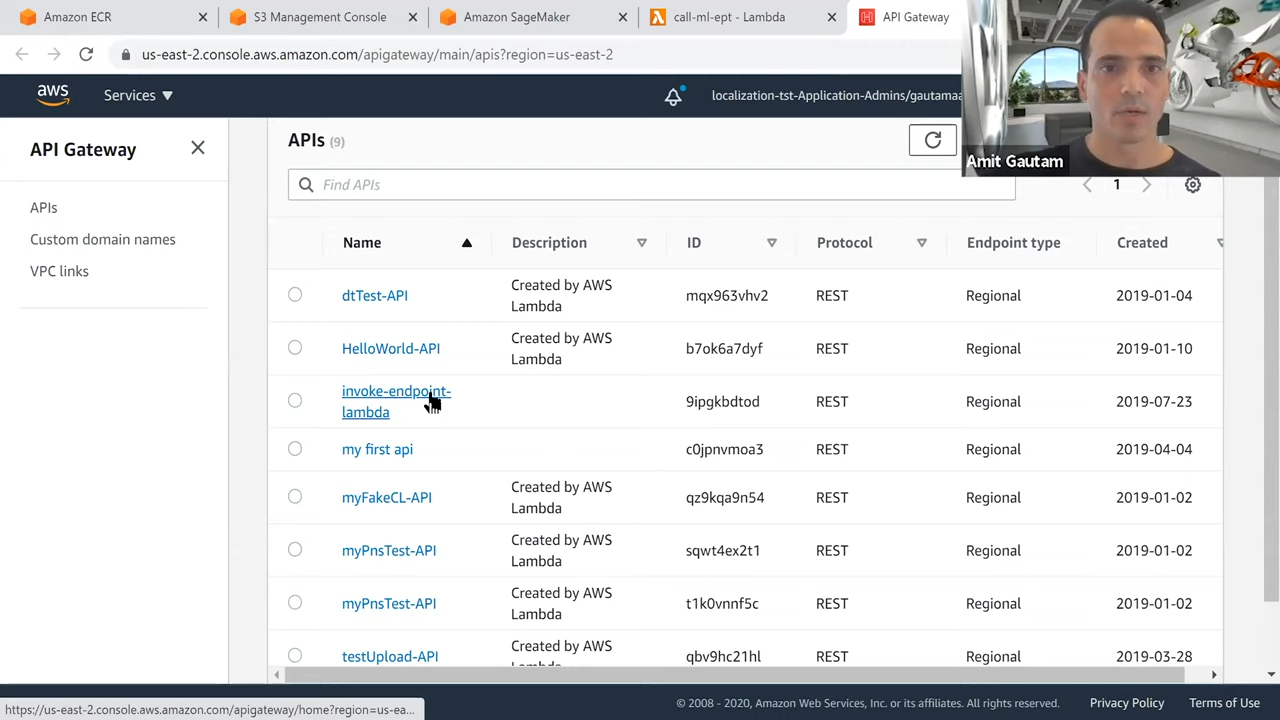 Amazon ECR
S3 Management Console
Amazon SageMaker
call-ml-ept - Lambda
API Gateway
us-east-2.console.aws.amazon.com/apigateway/main/apis?region=us-east-2
aws
Services
localization-tst-Application-Admins/gautamaa
Amit Gautam
API Gateway
APIs
Custom domain names
VPC links
APIs (9)
Find APIs
1
Name Description ID Protocol Endpoint type Created
dtTest-API Created by AWS Lambda mqx963vhv2 REST Regional 2019-01-04
HelloWorld-API Created by AWS Lambda b7ok6a7dyf REST Regional 2019-01-10
invoke-endpoint-lambda 9ipgkbdtod REST Regional 2019-07-23
my first api c0jpnvmoa3 REST Regional 2019-04-04
myFakeCL-API Created by AWS Lambda qz9kqa9n54 REST Regional 2019-01-02
myPnsTest-API Created by AWS Lambda sqwt4ex2t1 REST Regional 2019-01-02
myPnsTest-API Created by AWS Lambda t1k0vnnf5c REST Regional 2019-01-02
testUpload-API Created by AWS Lambda qbv9hc21hl REST Regional 2019-03-28
https://us-east-2.console.aws.amazon.com/apigateway/home?region=us-ea...
© 2008 - 2020, Amazon Web Services, Inc. or its affiliates. All rights reserved.
Privacy Policy
Terms of Use